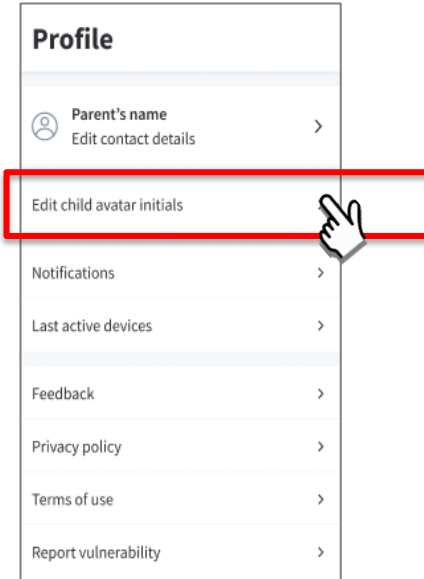 Profile
Parent's name
Edit contact details
Edit child avatar initials
Notifications
Last active devices
Feedback
Privacy policy
Terms of use
Report vulnerability